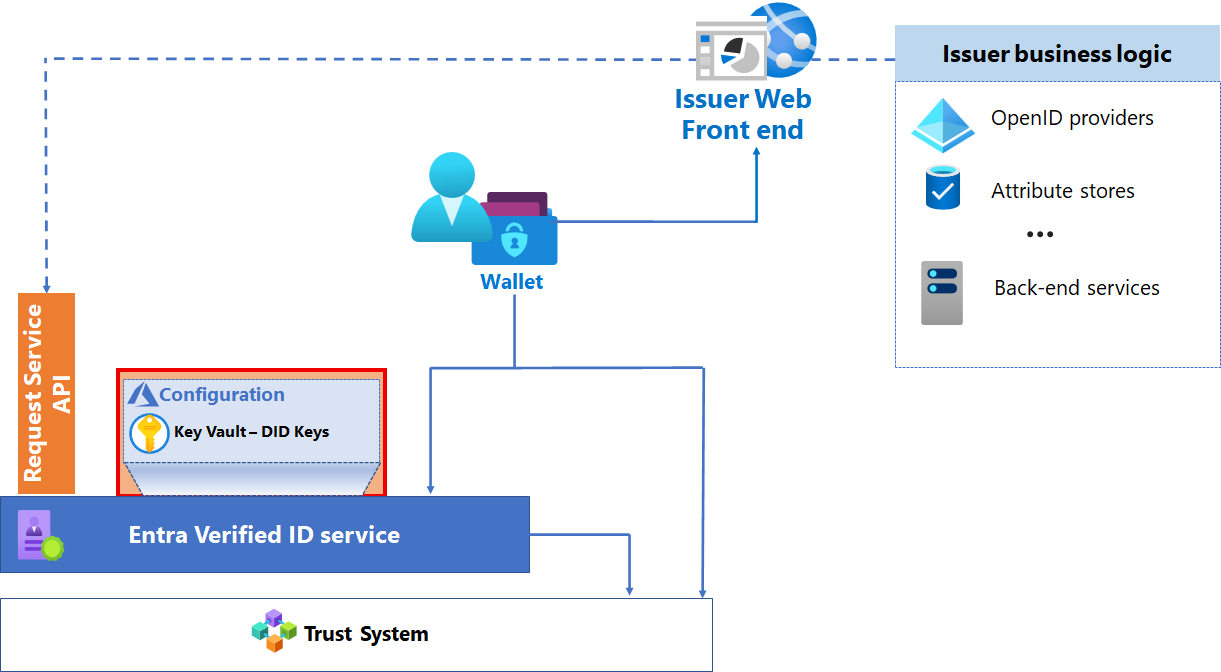 Issuer business logic
OpenID providers
Attribute stores
...
Back-end services
Issuer Web
Front end
Wallet
Request Service
API
Configuration
Key Vault – DID Keys
Entra Verified ID service
Trust System